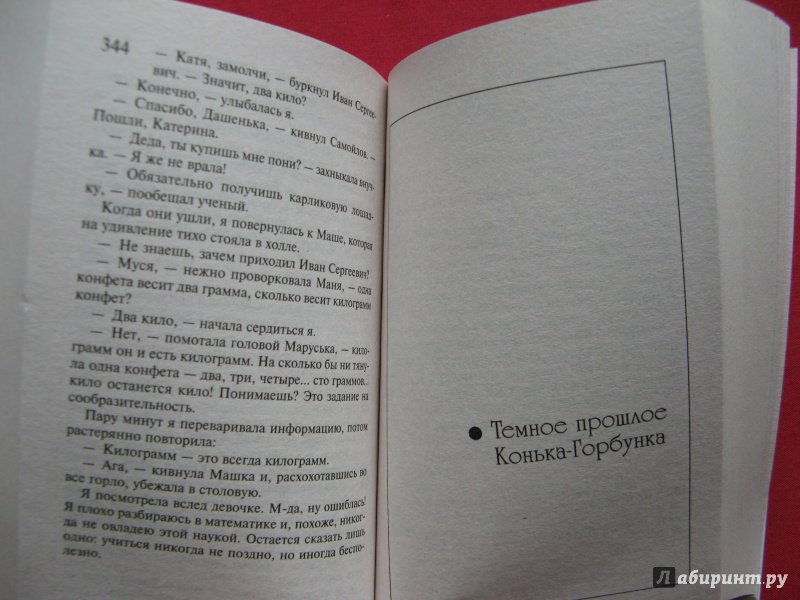 344
— Катя, замолчи, — буркнул Иван Сергее-
вич. — Значит, два кило?
— Конечно, — улыбалась я.
— Спасибо, Дашенька, — кивнул Самойлов. —
Пошли, Катерина.
— Деда, ты купишь мне пони? — захныкала внуч-
ка. — Я же не врала!
— Обязательно получишь карликовую лошад-
ку, — пообещал ученый.
Когда они ушли, я повернулась к Маше, которая
на удивление тихо стояла в холле.
— Не знаешь, зачем приходил Иван Сергеевич?
— Муся, — нежно проворковала Маня, — одна
конфета весит два грамма, сколько весит килограмм
конфет?
— Два кило, — начала сердиться я.
— Нет, — помотала головой Маруська, — кило-
грамм он и есть килограмм. На сколько бы ни тяну-
ла одна конфета — два, три, четыре... сто граммов...
кило останется кило! Понимаешь? Это задание на
сообразительность.
Пару минут я переваривала информацию, потом
растерянно повторила:
— Килограмм — это всегда килограмм.
— Ага, — кивнула Машка и, расхохотавшись во
все горло, убежала в столовую.
Я посмотрела вслед девочке. М-да, ну ошиблась!
Я плохо разбираюсь в математике и, похоже, никог-
да не овладею этой наукой. Остается сказать лишь
одно: учиться никогда не поздно, но иногда беспо-
лезно.
● Темное прошлое
Конька-Горбунка
Лабиринт.ру